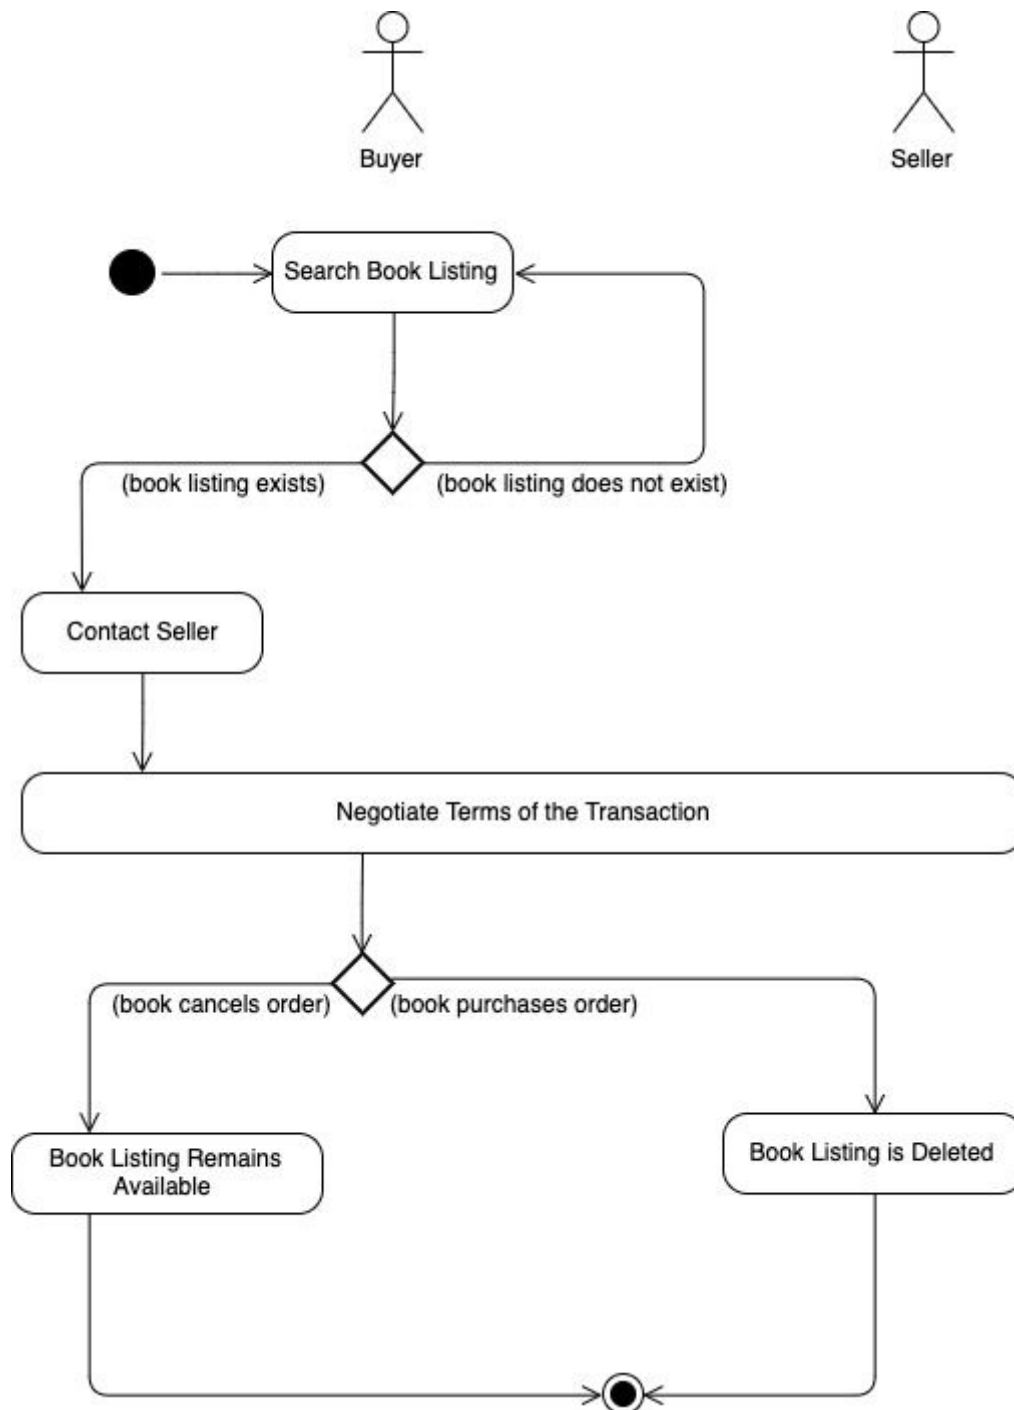 Buyer
Seller
Search Book Listing
(book listing exists)
(book listing does not exist)
Contact Seller
Negotiate Terms of the Transaction
(book cancels order)
(book purchases order)
Book Listing Remains
Available
Book Listing is Deleted